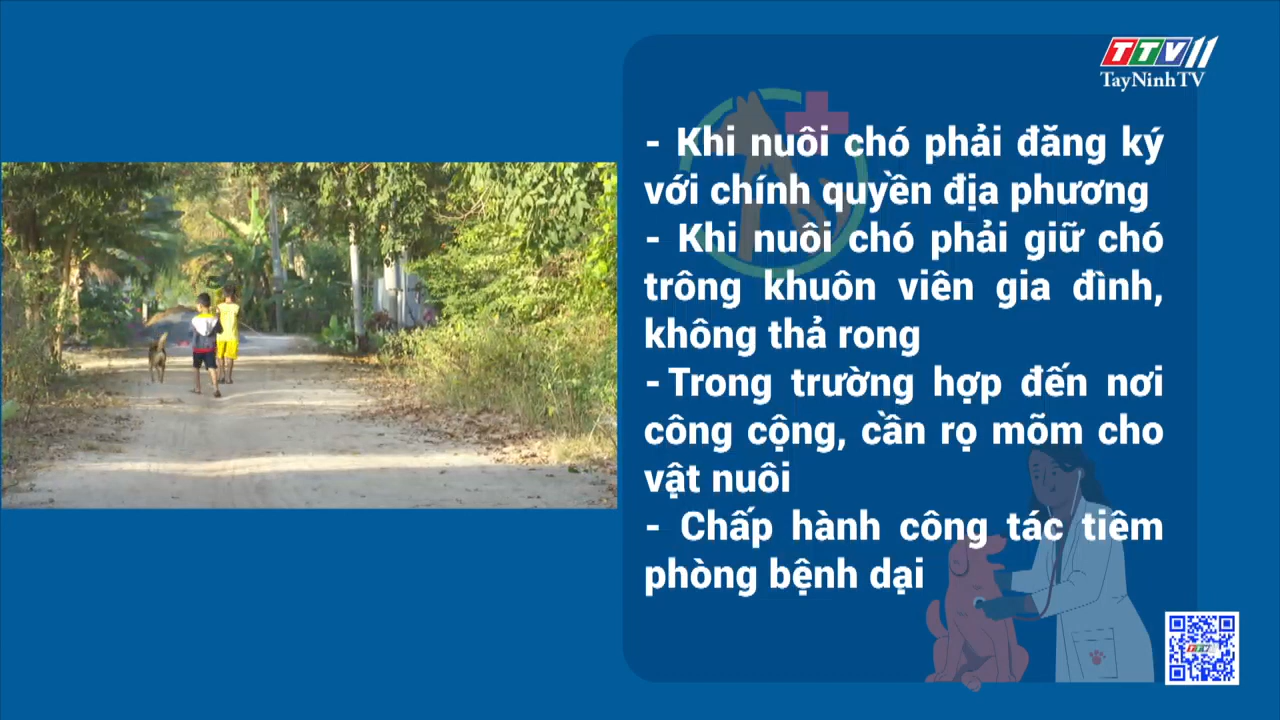 TTV11
TayNinhTV
- Khi nuôi chó phải đăng ký
với chính quyền địa phương
- Khi nuôi chó phải giữ chó
trông khuôn viên gia đình,
không thả rong
- Trong trường hợp đến nơi
công cộng, cần rọ mõm cho
vật nuôi
- Chấp hành công tác tiêm
phòng bệnh dại
TTV